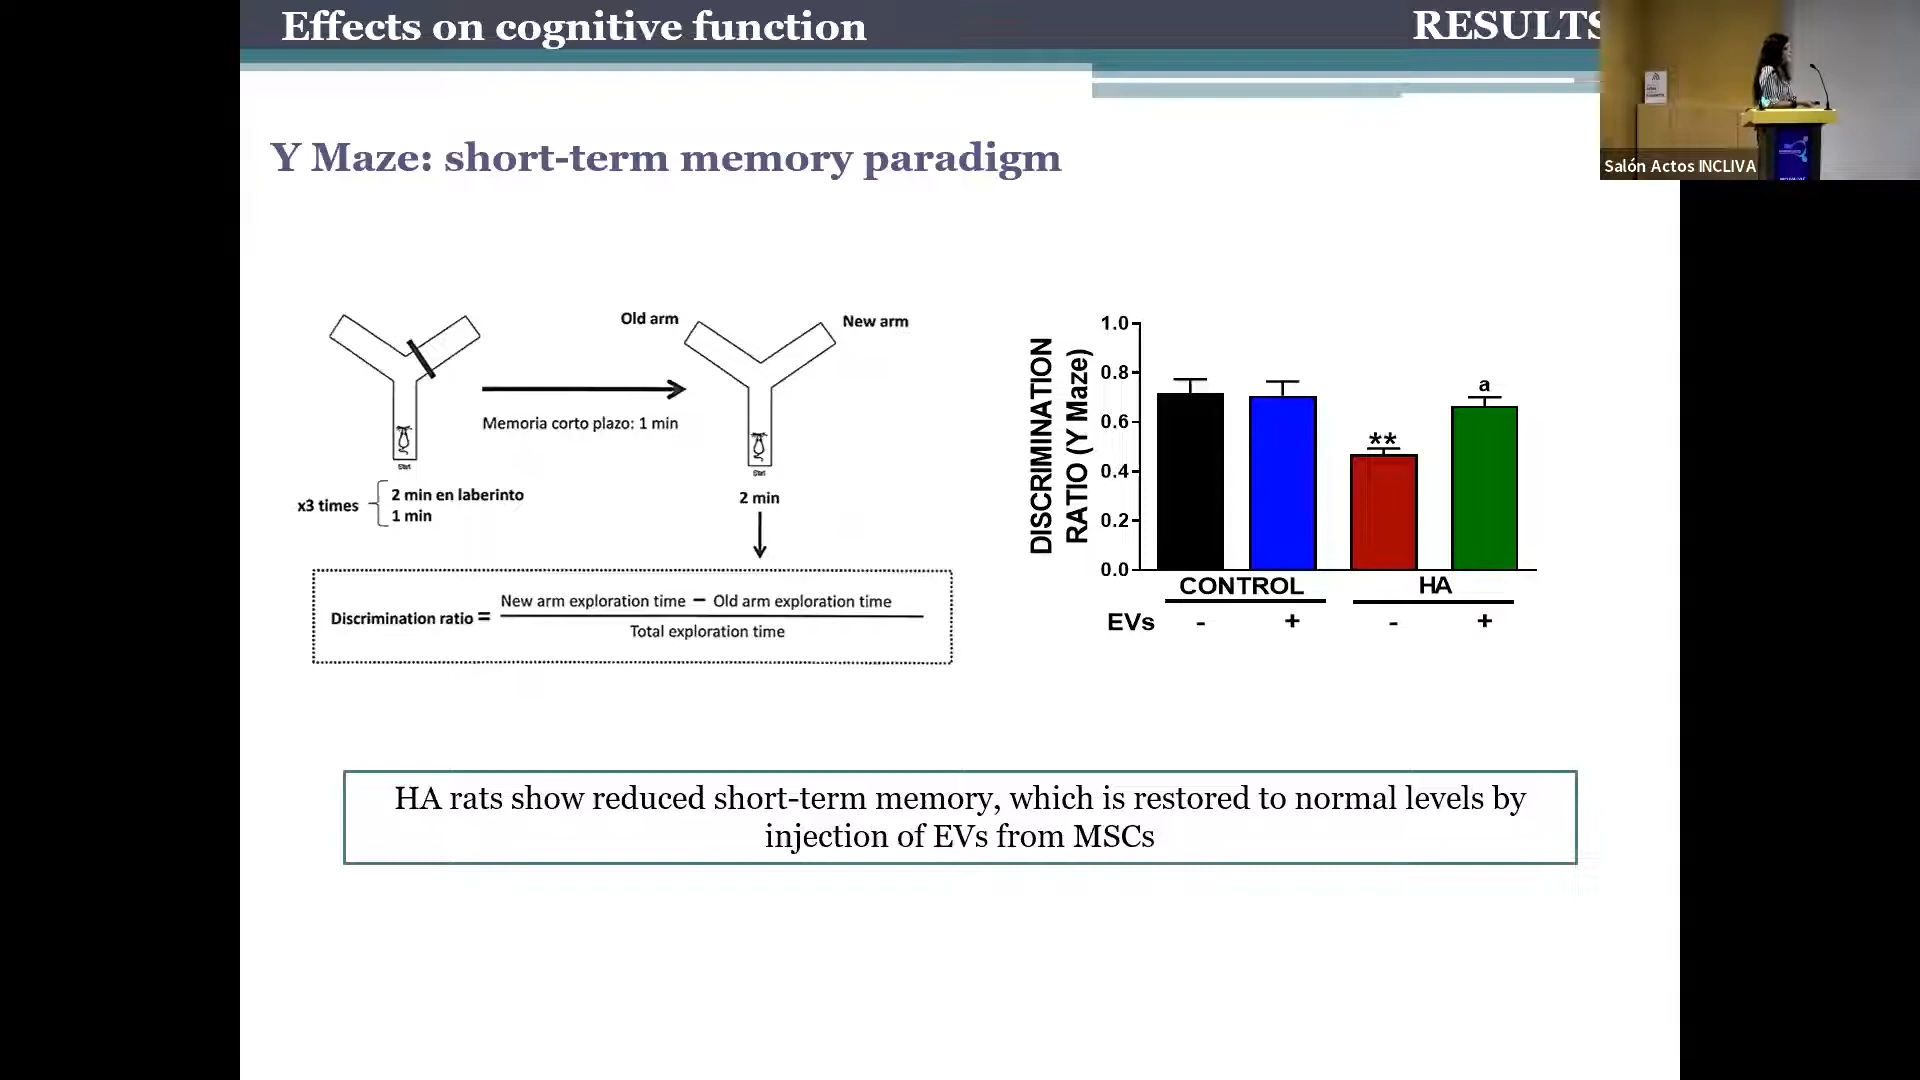 Effects on cognitive function
RESULTS
Salón Actos INCLIVA
Y Maze: short-term memory paradigm
Old arm
New arm
Memoria corto plazo: 1 min
Start
Start
x3 times
2 min en laberinto
1 min
2 min
Discrimination ratio =
New arm exploration time − Old arm exploration time
Total exploration time
DISCRIMINATION
RATIO (Y Maze)
1.0
0.8
0.6
0.4
0.2
0.0
**
a
CONTROL
HA
EVs - + - +
HA rats show reduced short-term memory, which is restored to normal levels by
injection of EVs from MSCs